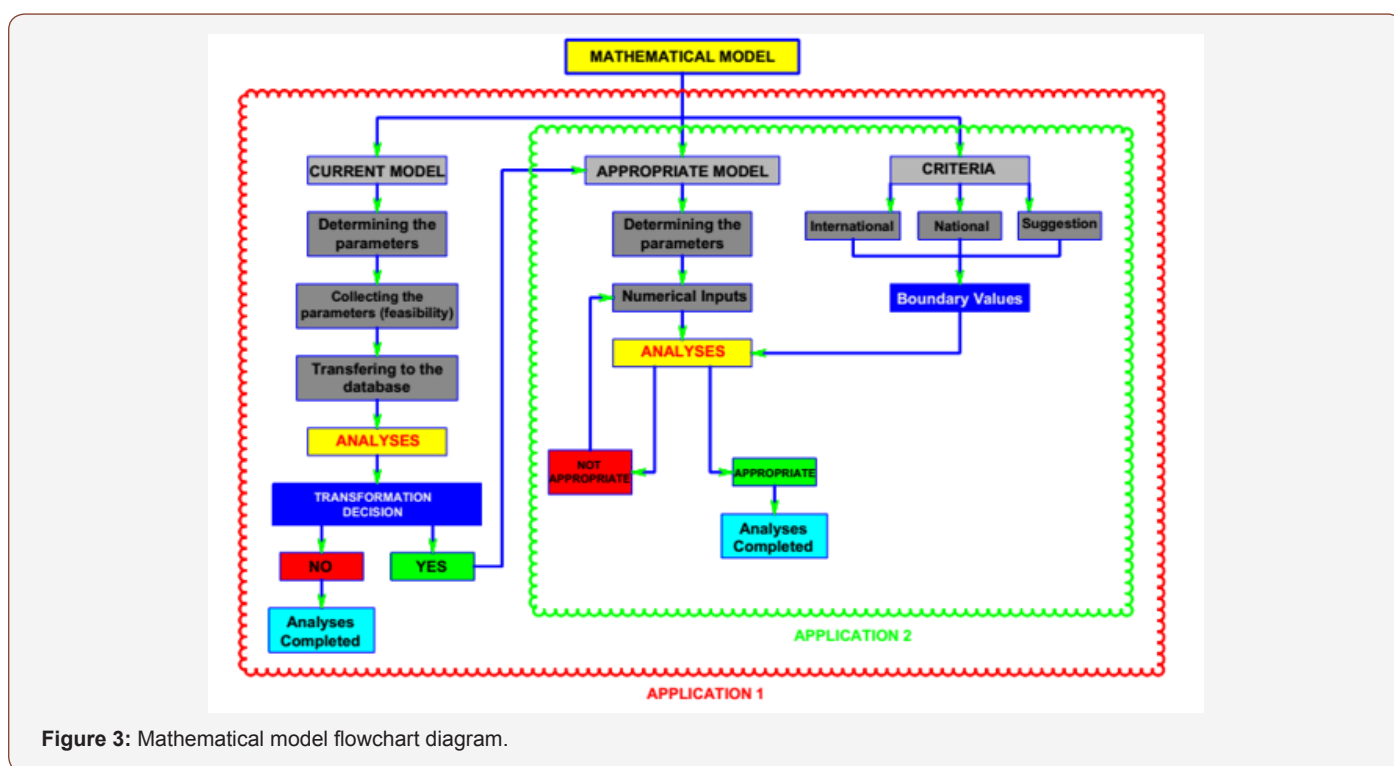 MATHEMATICAL MODEL
CURRENT MODEL
APPROPRIATE MODEL
CRITERIA
Determining the
parameters
Determining the
parameters
International
National
Suggestion
Collecting the
parameters (feasibility)
Numerical Inputs
Boundary Values
Transfering to the
database
ANALYSES
ANALYSES
NOT
APPROPRIATE
APPROPRIATE
TRANSFORMATION
DECISION
Analyses
Completed
NO
YES
Analyses
Completed
APPLICATION 2
APPLICATION 1
Figure 3: Mathematical model flowchart diagram.